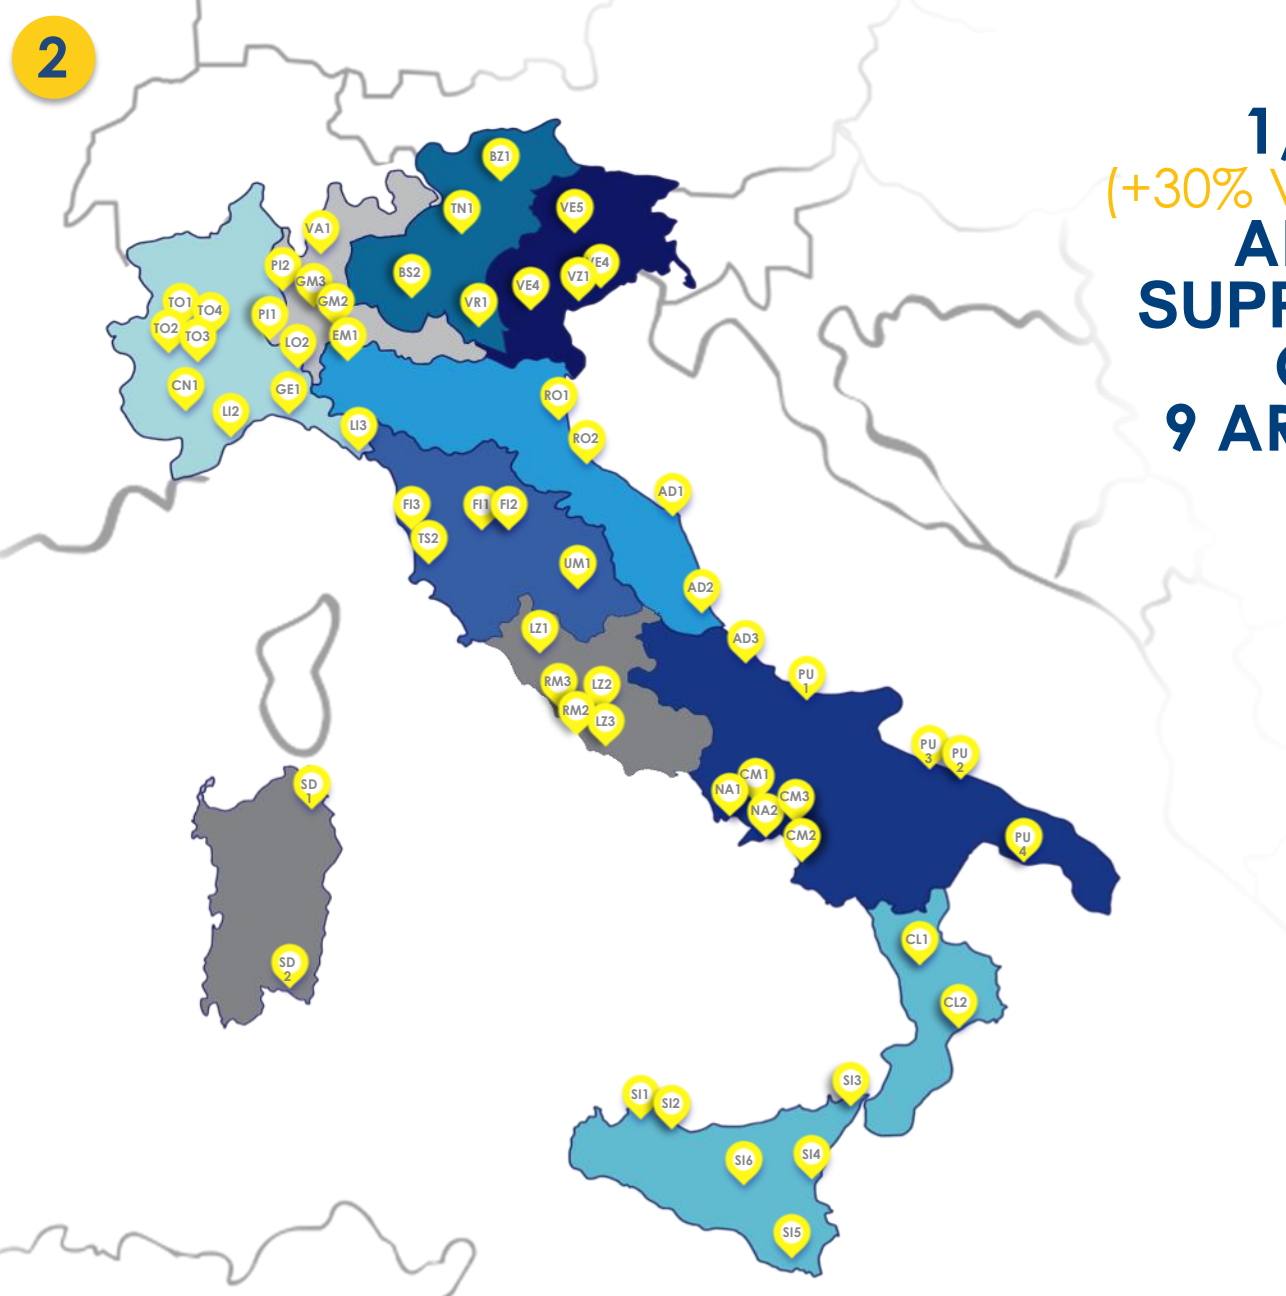 2
1
(+30%
SUPP
9 AR
BZ1
TN1
VE5
VA1
PI2
GM3
BS2
VE4
VZ1
VE4
GM2
VR1
TO1
TO4
PI1
TO2
TO3
LO2
EM1
CN1
GE1
LI2
LI3
RO1
RO2
AD1
FI3
FI1
FI2
TS2
UM1
AD2
LZ1
AD3
RM3
LZ2
PU
1
RM2
LZ3
PU
3
PU
2
CM1
NA1
CM3
NA2
CM2
SD
1
PU
4
SD
2
CL1
CL2
SI3
SI1
SI2
SI6
SI4
SI5